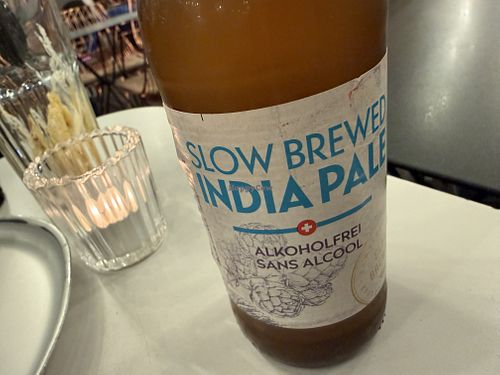 SLOW BREWED
INDIA PALE
ALKOHOLFREI
SANS ALCOOL